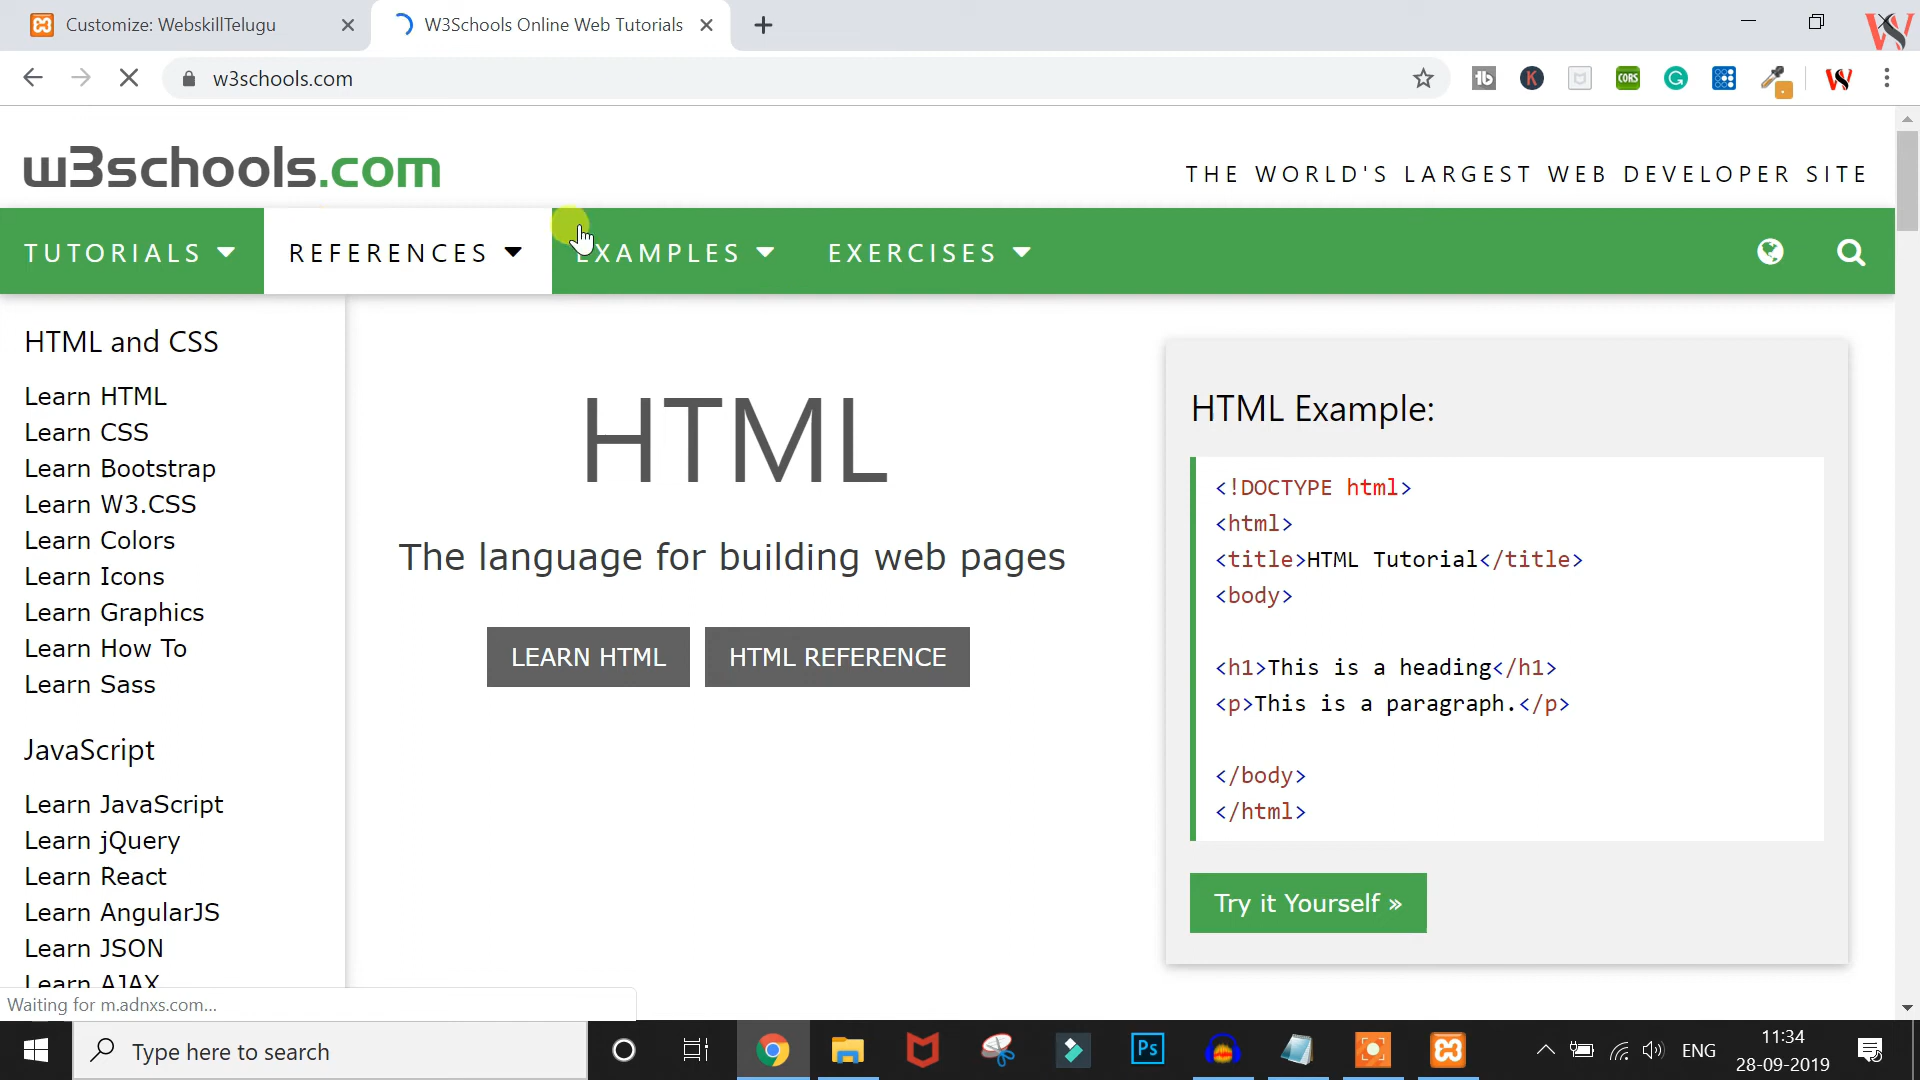 Customize: WebskillTelugu
W3Schools Online Web Tutorials
w3schools.com
w3schools.com
THE WORLD'S LARGEST WEB DEVELOPER SITE
TUTORIALS
REFERENCES
EXAMPLES
EXERCISES
HTML and CSS
Learn HTML
Learn CSS
Learn Bootstrap
Learn W3.CSS
Learn Colors
Learn Icons
Learn Graphics
Learn How To
Learn Sass
JavaScript
Learn JavaScript
Learn jQuery
Learn React
Learn AngularJS
Learn JSON
Learn AJAX
HTML
The language for building web pages
LEARN HTML
HTML REFERENCE
HTML Example:
<!DOCTYPE html>
<html>
<title>HTML Tutorial</title>
<body>
<h1>This is a heading</h1>
<p>This is a paragraph.</p>
</body>
</html>
Try it Yourself »
Waiting for m.adnxs.com...
Type here to search
Ps
ENG
11:34
28-09-2019